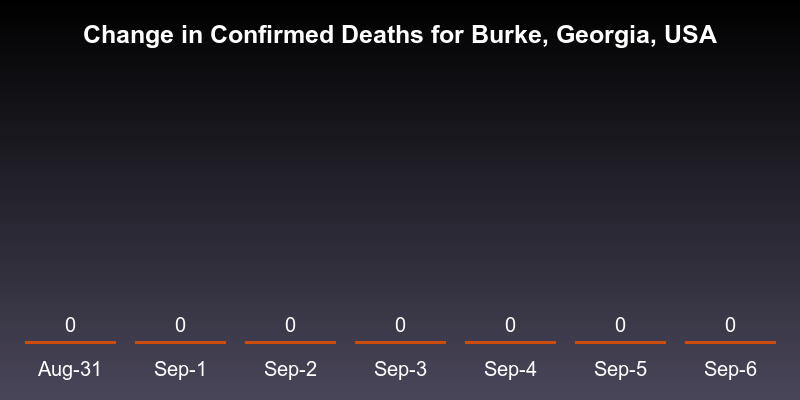 Change in Confirmed Deaths for Burke, Georgia, USA
0 0 0 0 0 0 0
Aug-31 Sep-1 Sep-2 Sep-3 Sep-4 Sep-5 Sep-6